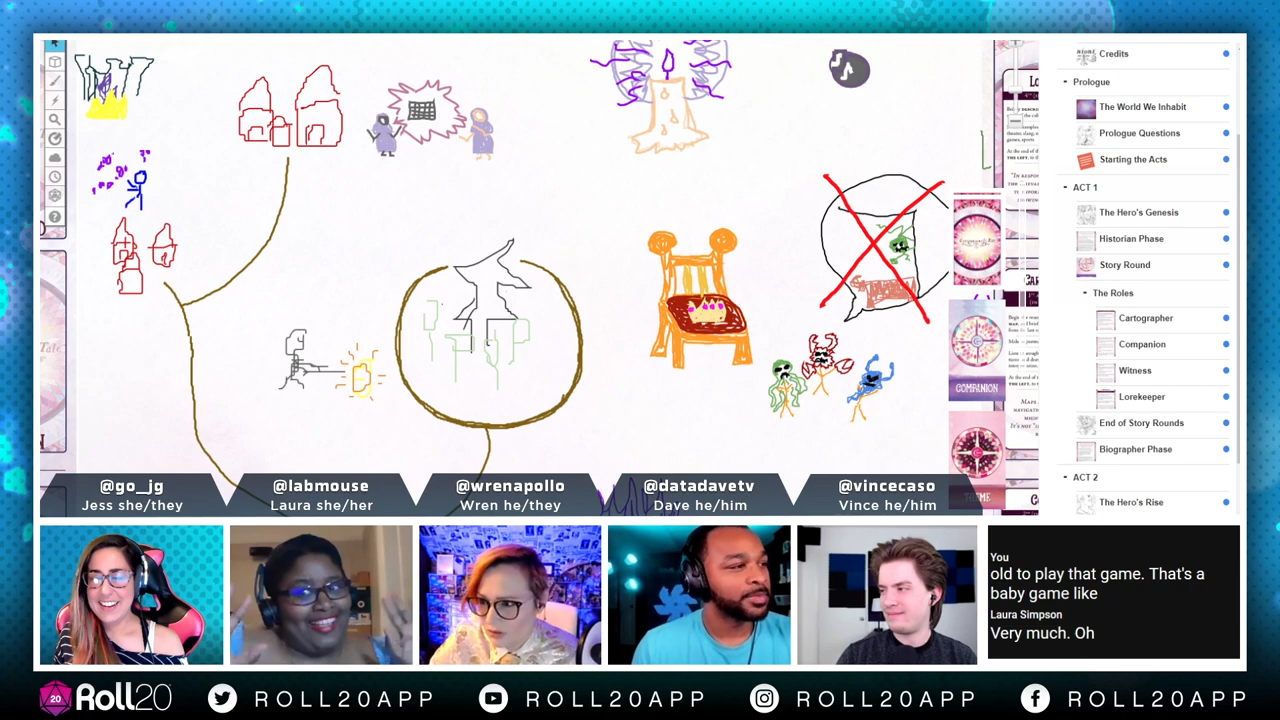 Credits
Prologue
The World We Inhabit
Prologue Questions
Starting the Acts
ACT 1
The Hero's Genesis
Historian Phase
Story Round
The Roles
Cartographer
Companion
Witness
Lorekeeper
End of Story Rounds
Biographer Phase
ACT 2
The Hero's Rise
COMPANION
@go_jg
Jess she/they
@labmouse
Laura she/her
@wrenapollo
Wren he/they
@datadavetv
Dave he/him
@vincecaso
Vince he/him
You
old to play that game. That's a
baby game like
Laura Simpson
Very much. Oh
20 Roll20
ROLL20APP
ROLL20APP
ROLL20APP
ROLL20APP